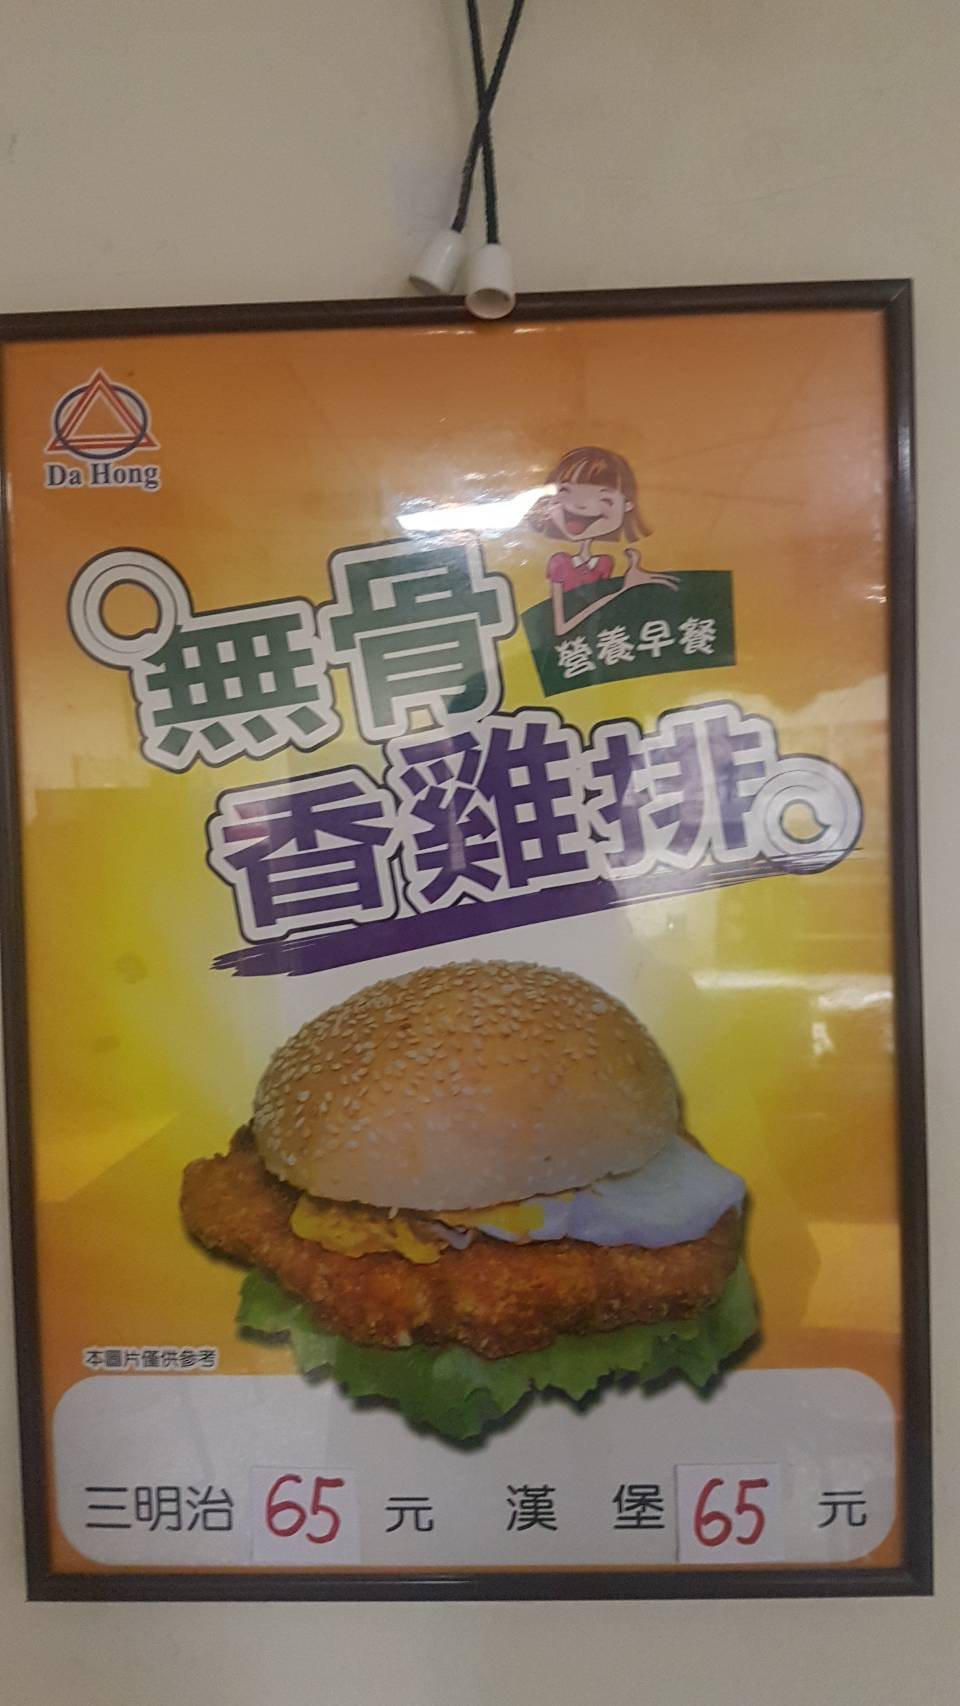 Da Hong
無骨
營養早餐
香雞排
本圖片僅供參考
三明治 65 元 漢 堡 65 元